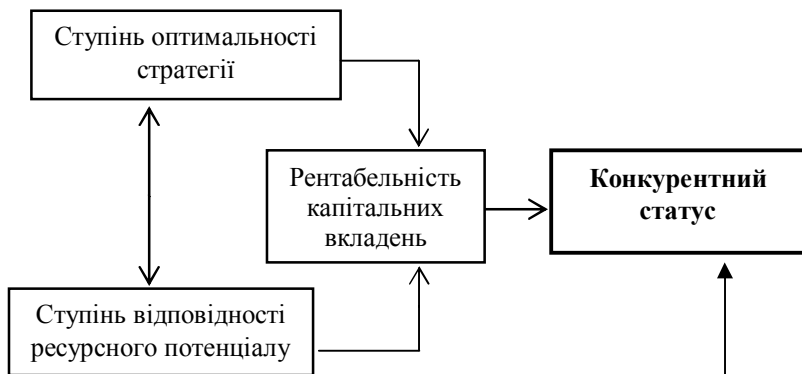 Ступінь оптимальності
стратегії
Рентабельність
капітальних
вкладень
Конкурентний
статус
Ступінь відповідності
ресурсного потенціалу